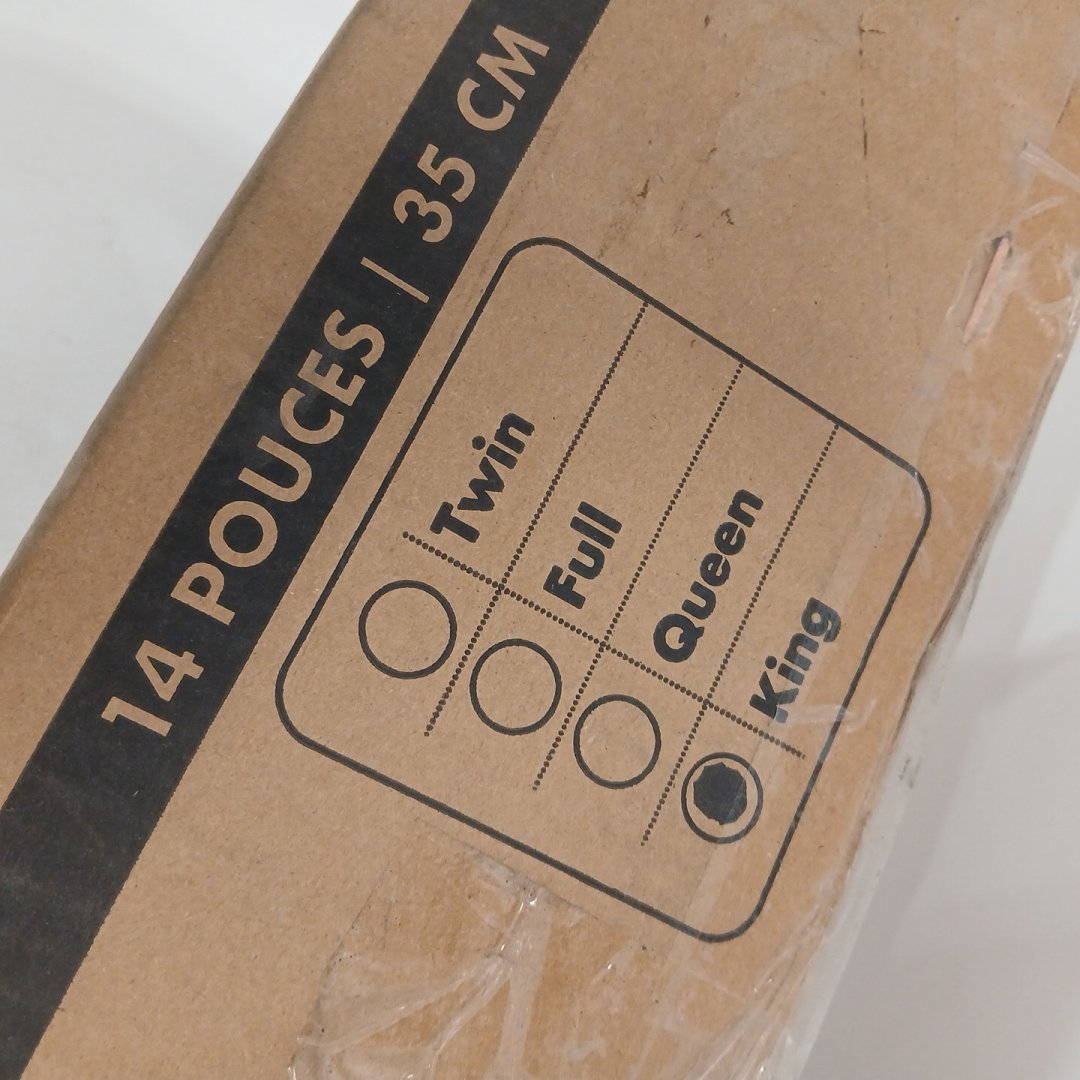 14 POUCES | 35 CM
Twin
Full
Queen
King